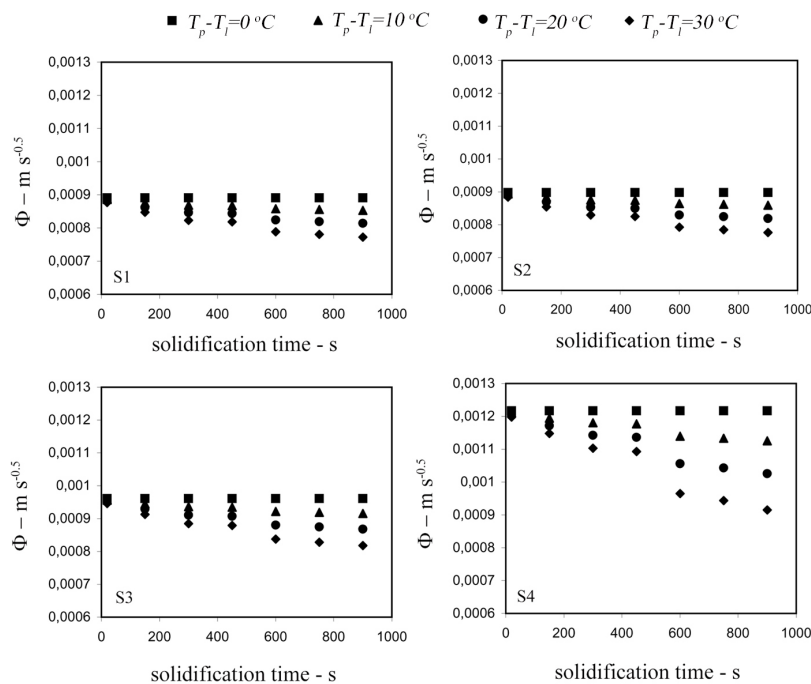 Tp-Tl=0 °C Tp-Tl=10 °C Tp-Tl=20 °C Tp-Tl=30 °C
0,0013
0,0012
0,0011
0,001
0,0009
0,0008
0,0007
0,0006
Φ – m s-0.5
S1
0 200 400 600 800 1000
solidification time - s
0,0013
0,0012
0,0011
0,001
0,0009
0,0008
0,0007
0,0006
Φ – m s-0.5
S2
0 200 400 600 800 1000
solidification time - s
0,0013
0,0012
0,0011
0,001
0,0009
0,0008
0,0007
0,0006
Φ – m s-0.5
S3
0 200 400 600 800 1000
solidification time - s
0,0013
0,0012
0,0011
0,001
0,0009
0,0008
0,0007
0,0006
Φ – m s-0.5
S4
0 200 400 600 800 1000
solidification time - s